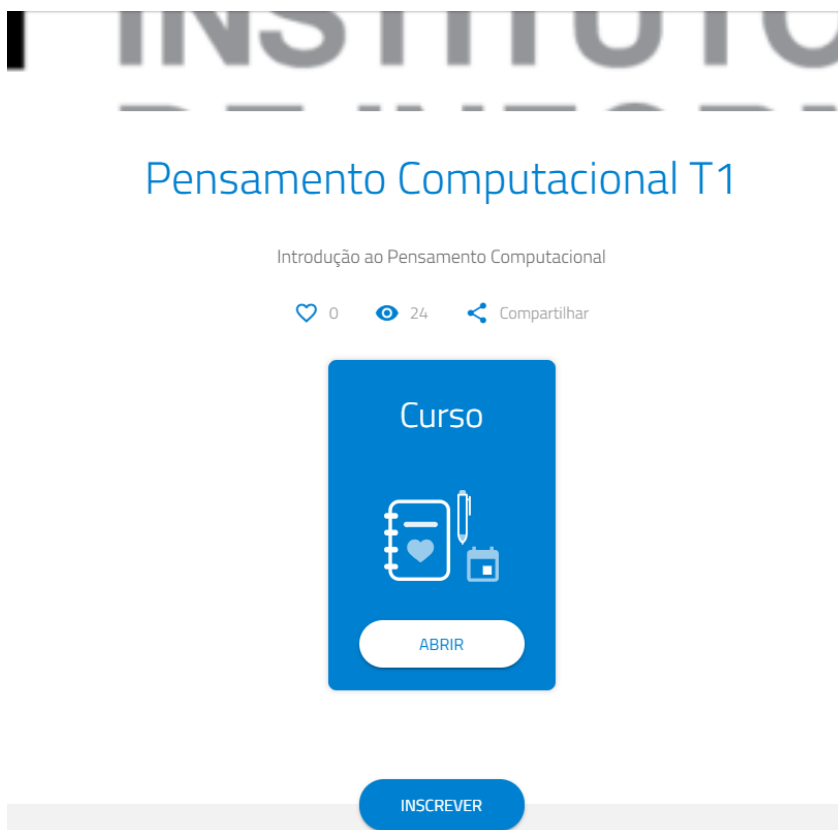 INSTITUTO
Pensamento Computacional T1
Introdução ao Pensamento Computacional
0 24 Compartilhar
Curso
ABRIR
INSCREVER